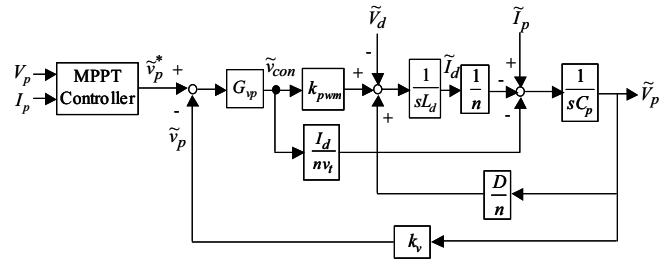 Ṽ_d
Ĩ_p
V_p
I_p
MPPT
Controller
ṽ_p^*
+
-
ṽ_p
G_vp
ṽ_con
k_pwm
+
-
+
1
sL_d
Ĩ_d
1
n
+
-
-
1
sC_p
Ṽ_p
I_d
nv_t
D
n
k_v